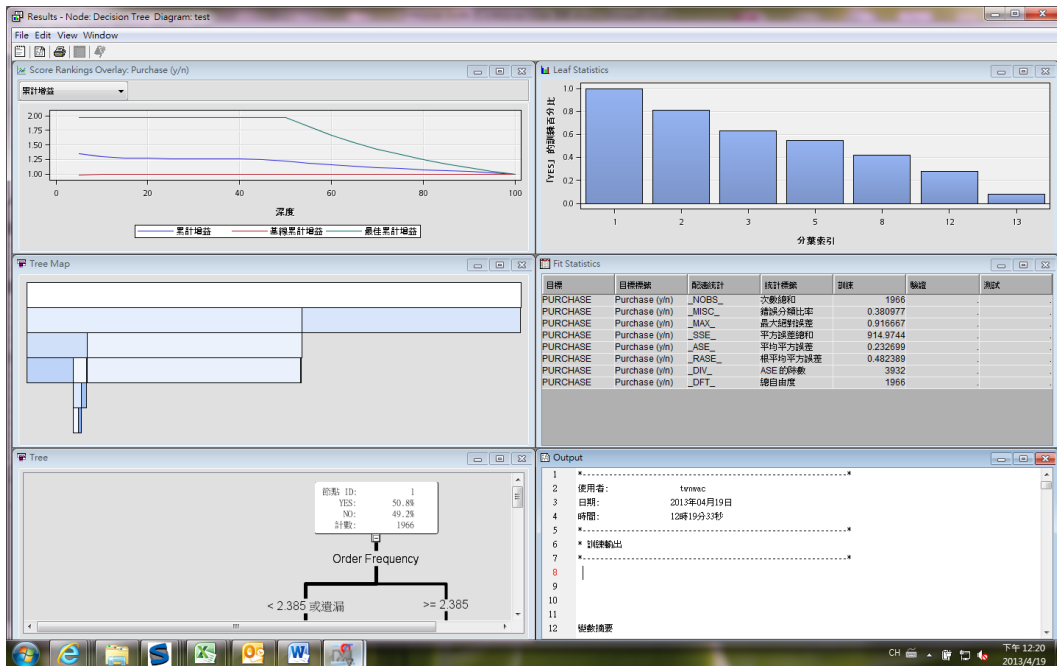 Results - Node: Decision Tree Diagram: test
File Edit View Window
Score Rankings Overlay: Purchase (y/n)
累計增益
2.00
1.75
1.50
1.25
1.00
0 20 40 60 80 100
深度
累計增益 基線累計增益 最佳累計增益
Leaf Statistics
「YES」的訓練百分比
1.0
0.8
0.6
0.4
0.2
0.0
1 2 3 5 8 12 13
分葉索引
Tree Map
Fit Statistics
目標 目標標籤 配適統計 統計標籤 訓練 驗證 測試
PURCHASE Purchase (y/n) _NOBS_ 次數總和 1966 . .
PURCHASE Purchase (y/n) _MISC_ 錯誤分類比率 0.380977 . .
PURCHASE Purchase (y/n) _MAX_ 最大絕對誤差 0.916667 . .
PURCHASE Purchase (y/n) _SSE_ 平方誤差總和 914.9744 . .
PURCHASE Purchase (y/n) _ASE_ 平均平方誤差 0.232699 . .
PURCHASE Purchase (y/n) _RASE_ 根平均平方誤差 0.482389 . .
PURCHASE Purchase (y/n) _DIV_ ASE 的除數 3932 . .
PURCHASE Purchase (y/n) _DFT_ 總自由度 1966 . .
Tree
節點 ID: 1
YES: 50.8%
NO: 49.2%
計數: 1966
Order Frequency
< 2.385 或遺漏 >= 2.385
Output
1 *------------------------------------------------------------*
2 使用者: twnwac
3 日期: 2013年04月19日
4 時間: 12時19分33秒
5 *------------------------------------------------------------*
6 * 訓練輸出
7 *------------------------------------------------------------*
8
9
10
11
12 變數摘要
CH
下午 12:20
2013/4/19